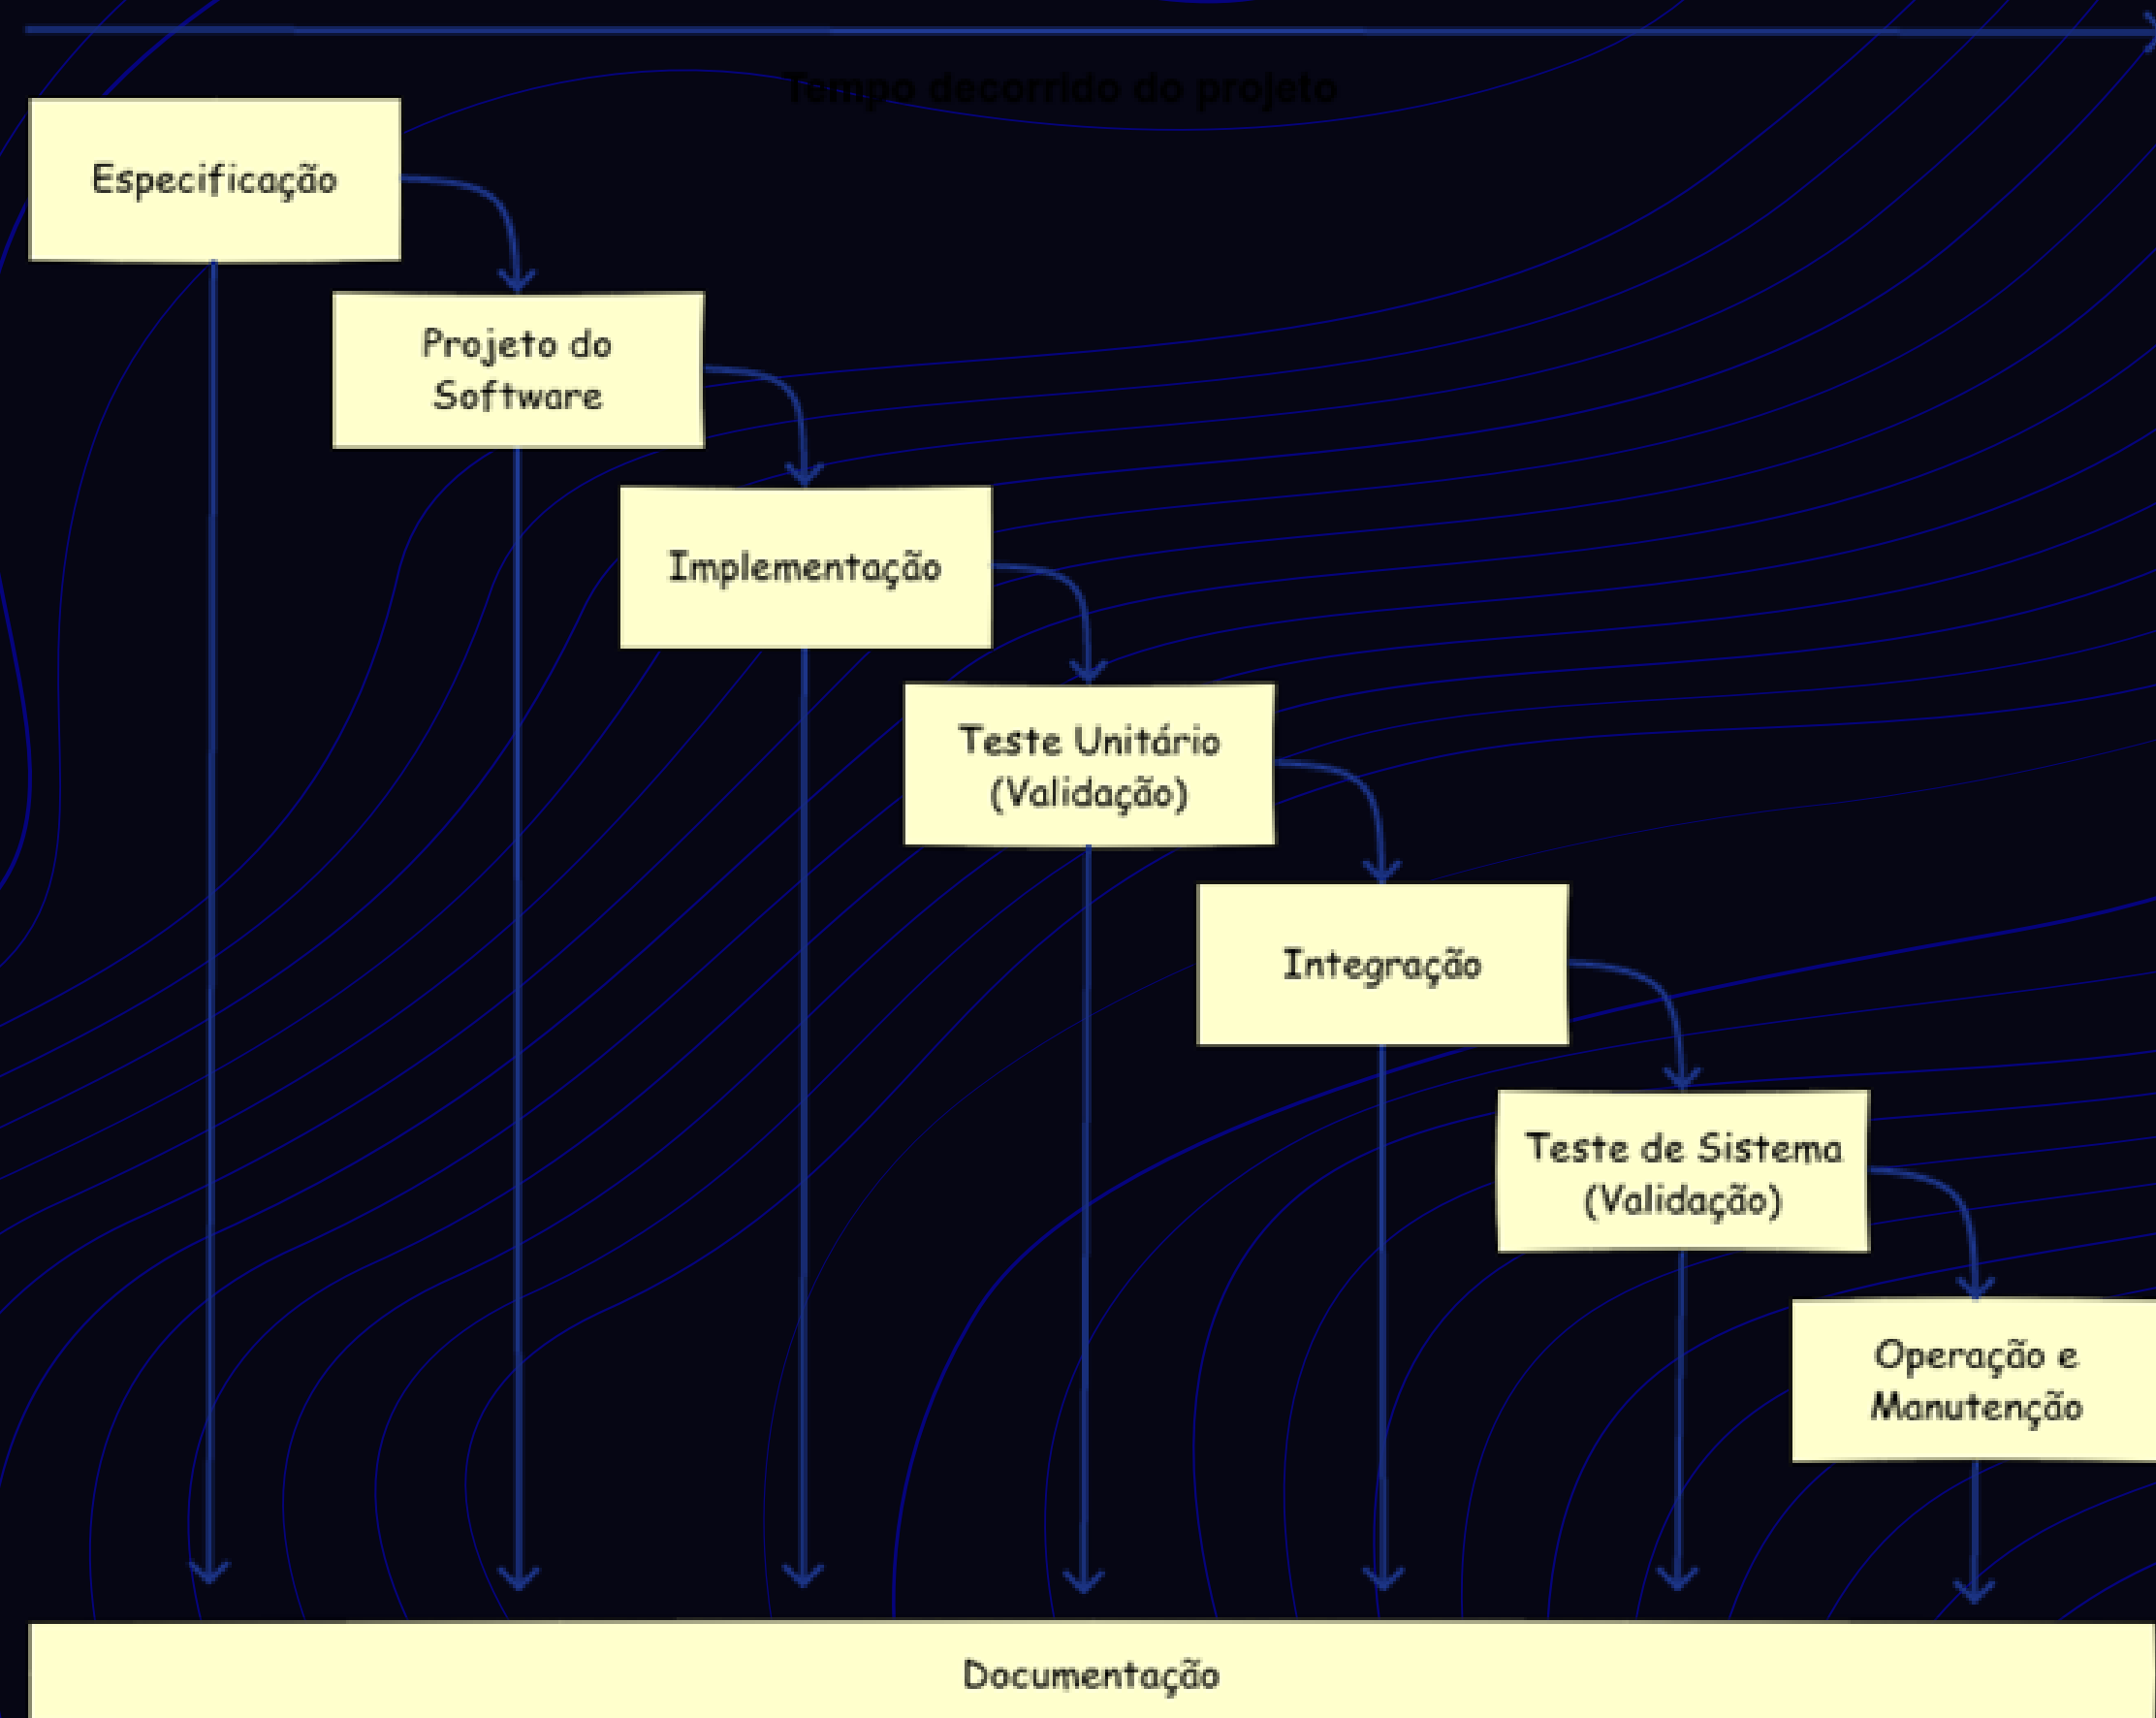 Tempo decorrido do projeto
Especificação
Projeto do
Software
Implementação
Teste Unitário
(Validação)
Integração
Teste de Sistema
(Validação)
Operação e
Manutenção
Documentação